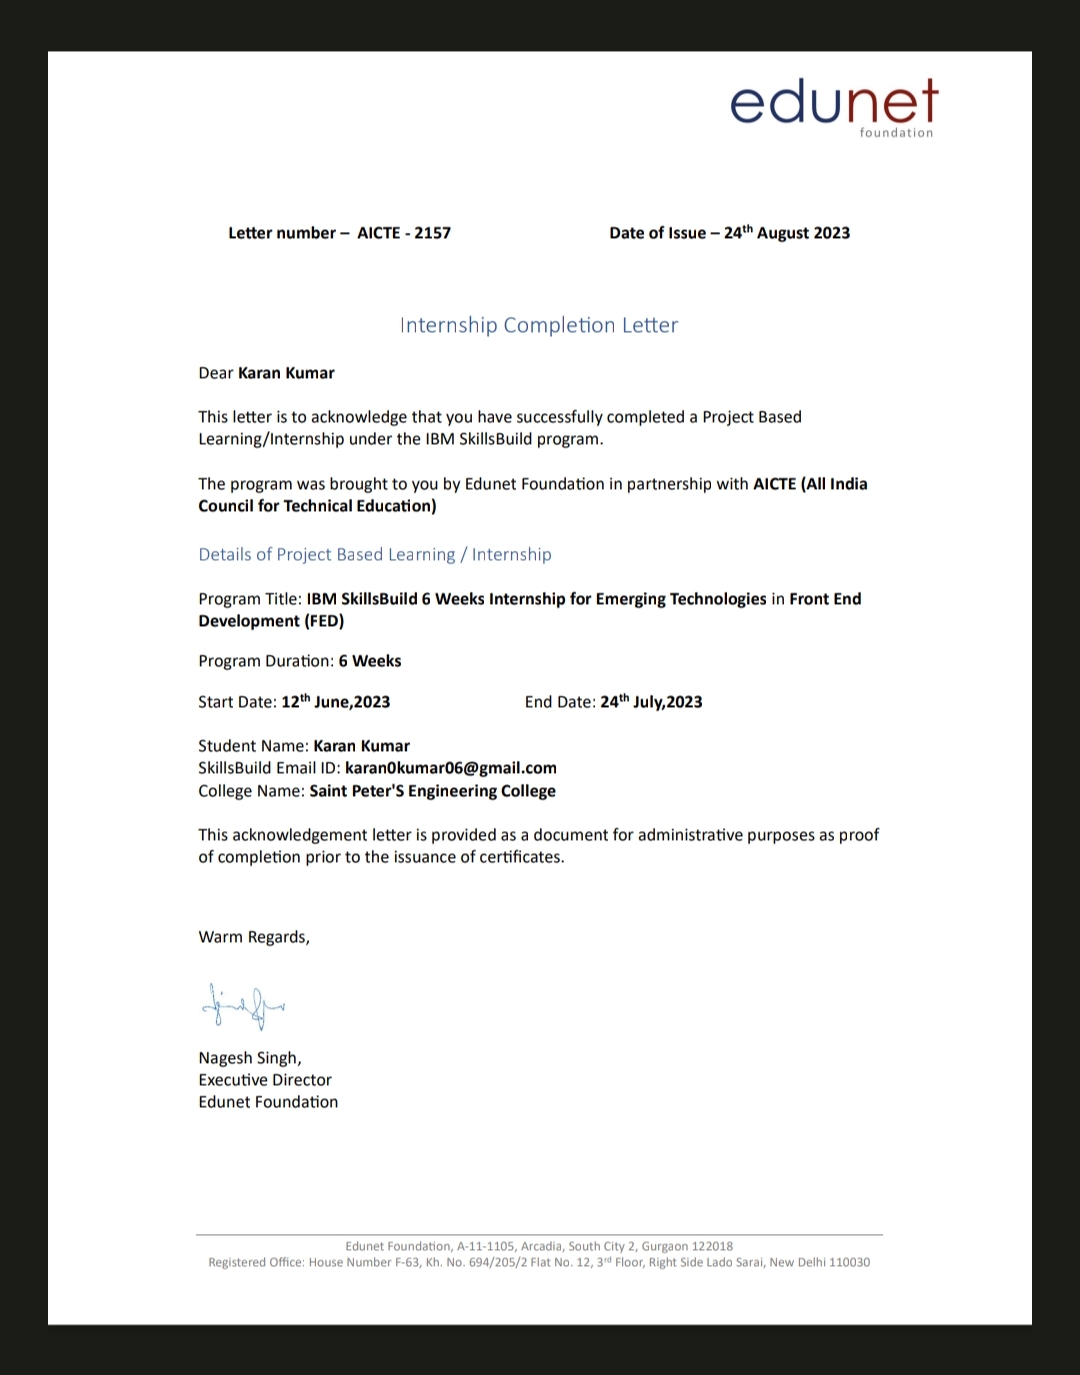 edunet
foundation
Letter number – AICTE - 2157 Date of Issue – 24th August 2023
Internship Completion Letter
Dear Karan Kumar
This letter is to acknowledge that you have successfully completed a Project Based
Learning/Internship under the IBM SkillsBuild program.
The program was brought to you by Edunet Foundation in partnership with AICTE (All India
Council for Technical Education)
Details of Project Based Learning / Internship
Program Title: IBM SkillsBuild 6 Weeks Internship for Emerging Technologies in Front End
Development (FED)
Program Duration: 6 Weeks
Start Date: 12th June,2023 End Date: 24th July,2023
Student Name: Karan Kumar
SkillsBuild Email ID: karan0kumar06@gmail.com
College Name: Saint Peter'S Engineering College
This acknowledgement letter is provided as a document for administrative purposes as proof
of completion prior to the issuance of certificates.
Warm Regards,
Nagesh Singh,
Executive Director
Edunet Foundation
Edunet Foundation, A-11-1105, Arcadia, South City 2, Gurgaon 122018
Registered Office: House Number F-63, Kh. No. 694/205/2 Flat No. 12, 3rd Floor, Right Side Lado Sarai, New Delhi 110030